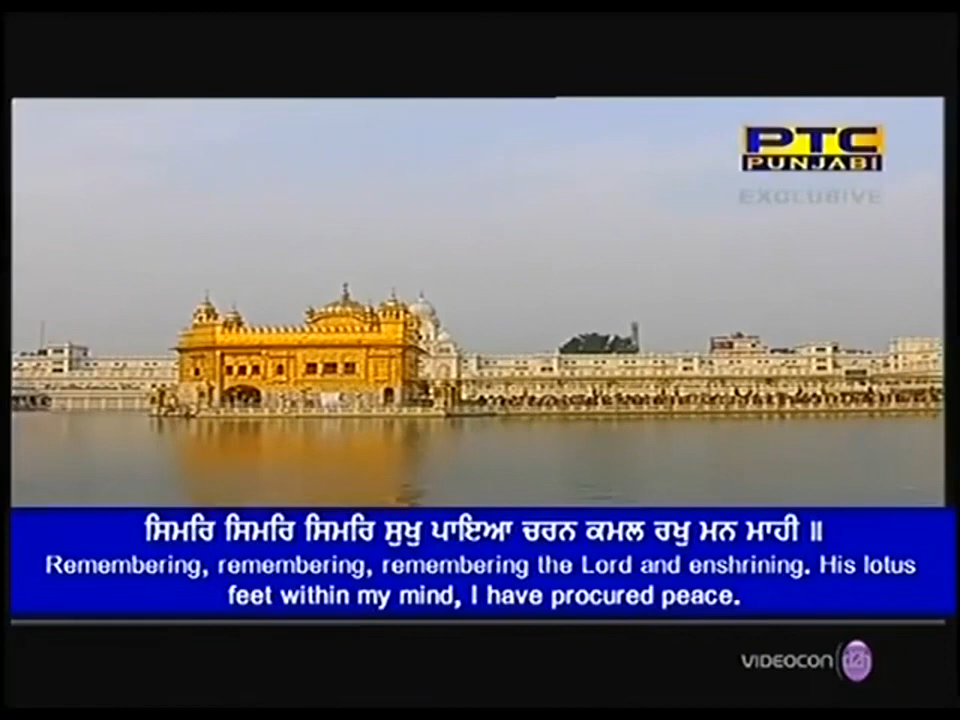 PTC
PUNJABI
EXCLUSIVE
ਸਿਮਰਿ ਸਿਮਰਿ ਸਿਮਰਿ ਸੁਖੁ ਪਾਇਆ ਚਰਨ ਕਮਲ ਰਖੁ ਮਨ ਮਾਹੀ ॥
Remembering, remembering, remembering the Lord and enshrining. His lotus
feet within my mind, I have procured peace.
VIDEOCON d2h